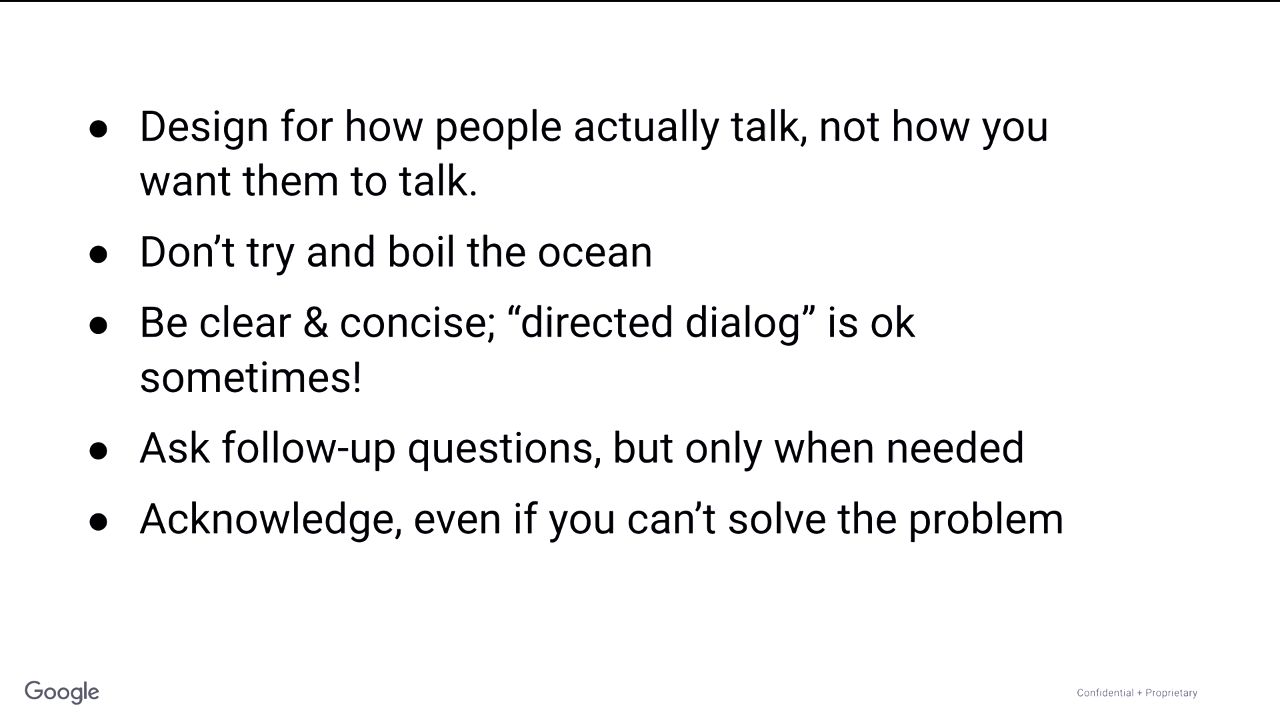 ● Design for how people actually talk, not how you
want them to talk.
● Don’t try and boil the ocean
● Be clear & concise; “directed dialog” is ok
sometimes!
● Ask follow-up questions, but only when needed
● Acknowledge, even if you can’t solve the problem
Google
Confidential + Proprietary